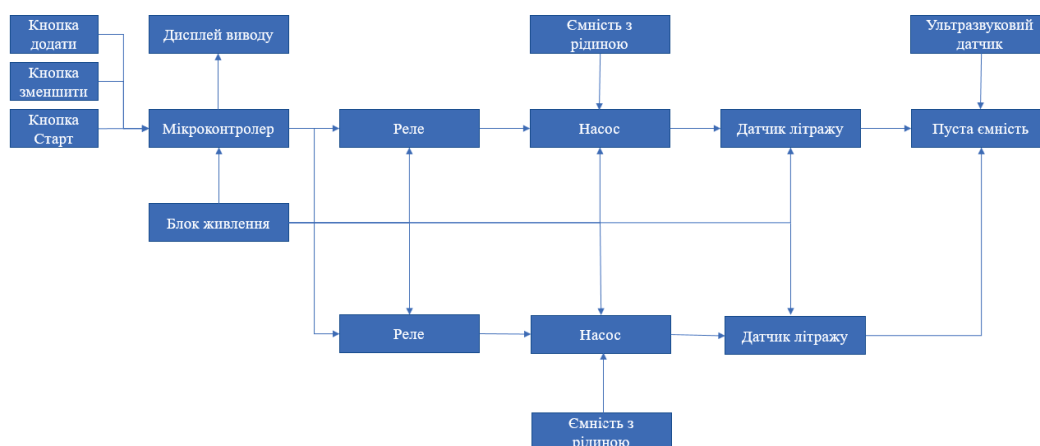 Кнопка
додати
Дисплей виводу
Ємність з
рідиною
Ультразвуковий
датчик
Кнопка
зменшити
Кнопка
Старт
Мікроконтролер
Реле
Насос
Датчик літражу
Пуста ємність
Блок живлення
Реле
Насос
Датчик літражу
Ємність з
рідиною